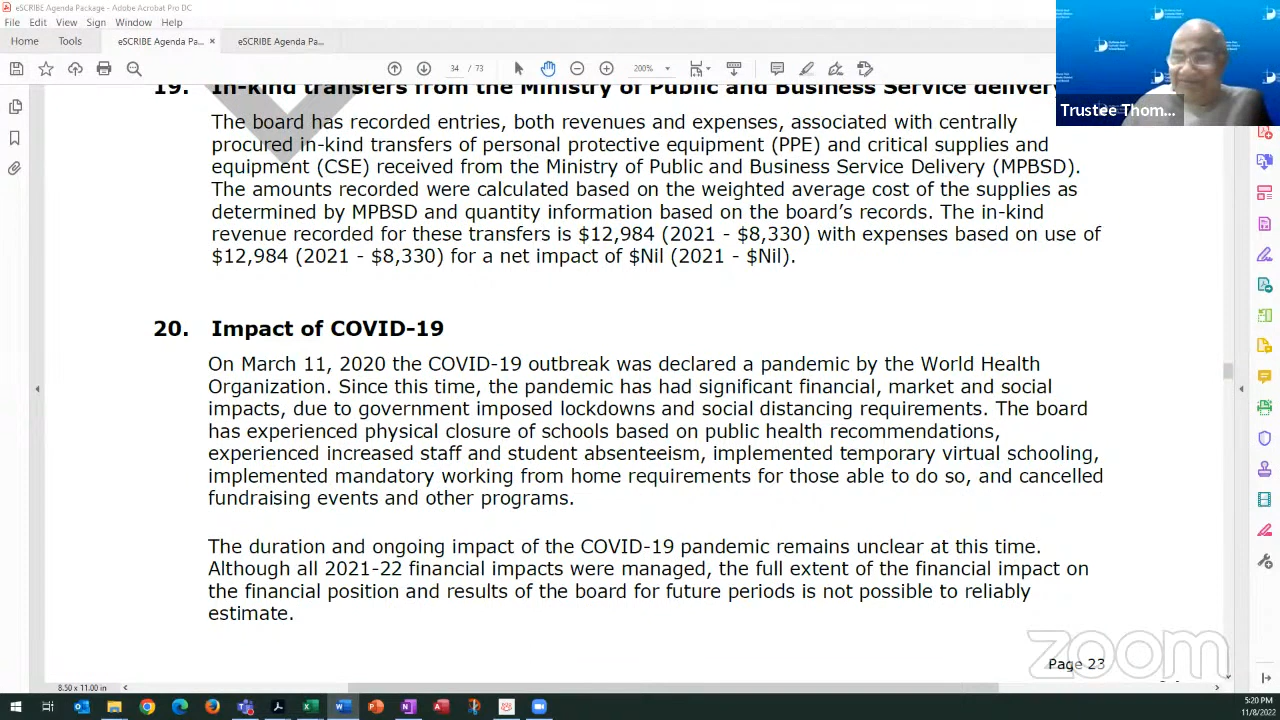 eSCRIBE Agenda Package - Adobe Acrobat Pro DC
File Edit View Sign Window Help
Home Tools eSCRIBE Agenda Pa... × eSCRIBE Agenda Pa...
34 / 73 200%
19. In-kind transfers from the Ministry of Public and Business Service delivery
The board has recorded entries, both revenues and expenses, associated with centrally
procured in-kind transfers of personal protective equipment (PPE) and critical supplies and
equipment (CSE) received from the Ministry of Public and Business Service Delivery (MPBSD).
The amounts recorded were calculated based on the weighted average cost of the supplies as
determined by MPBSD and quantity information based on the board’s records. The in-kind
revenue recorded for these transfers is $12,984 (2021 - $8,330) with expenses based on use of
$12,984 (2021 - $8,330) for a net impact of $Nil (2021 - $Nil).
20. Impact of COVID-19
On March 11, 2020 the COVID-19 outbreak was declared a pandemic by the World Health
Organization. Since this time, the pandemic has had significant financial, market and social
impacts, due to government imposed lockdowns and social distancing requirements. The board
has experienced physical closure of schools based on public health recommendations,
experienced increased staff and student absenteeism, implemented temporary virtual schooling,
implemented mandatory working from home requirements for those able to do so, and cancelled
fundraising events and other programs.
The duration and ongoing impact of the COVID-19 pandemic remains unclear at this time.
Although all 2021-22 financial impacts were managed, the full extent of the financial impact on
the financial position and results of the board for future periods is not possible to reliably
estimate.
Page 23
8.50 x 11.00 in
Trustee Thom...
zoom
5:20 PM
11/8/2022